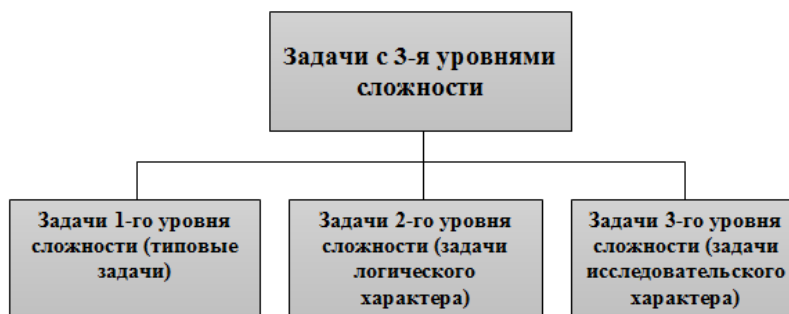 Задачи с 3-я уровнями
сложности
Задачи 1-го уровня
сложности (типовые
задачи)
Задачи 2-го уровня
сложности (задачи
логического
характера)
Задачи 3-го уровня
сложности (задачи
исследовательского
характера)